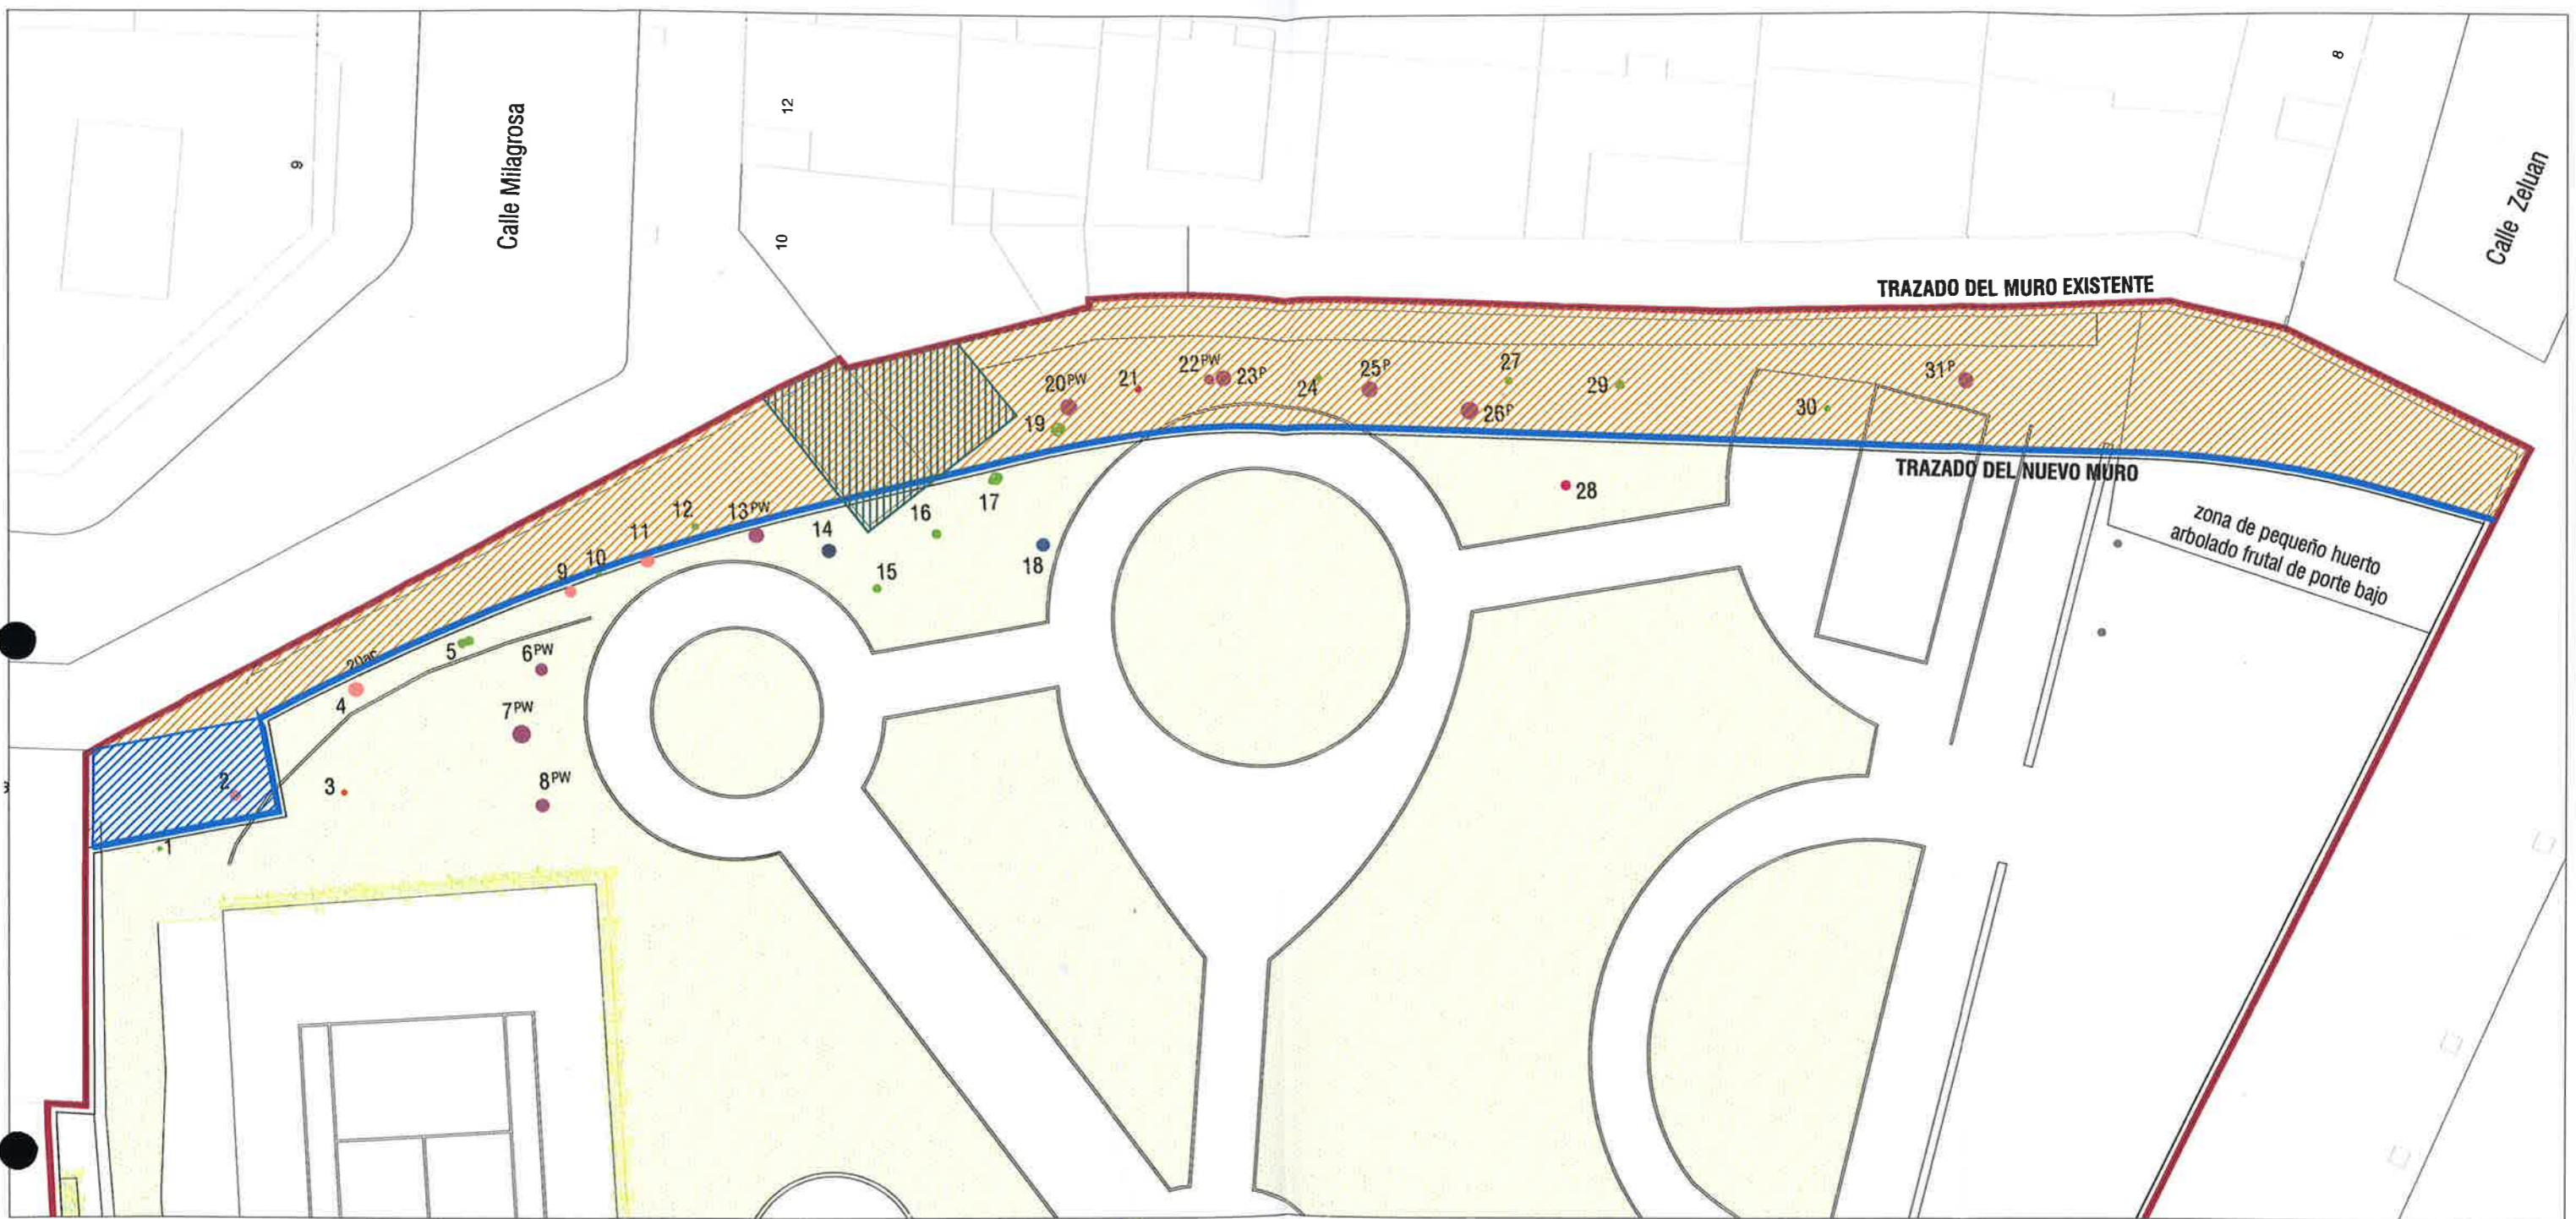 8
12
Calle Milagrosa
9
10
Calle Zeluan
TRAZADO DEL MURO EXISTENTE
22PW
23P
25P
27
31P
20PW
21
24
29
26P
30
19
TRAZADO DEL NUEVO MURO
28
17
12
13PW
14
16
11
18
10
9
15
zona de pequeño huerto
arbolado frutal de porte bajo
5
6PW
4
7PW
2
3
8PW
1